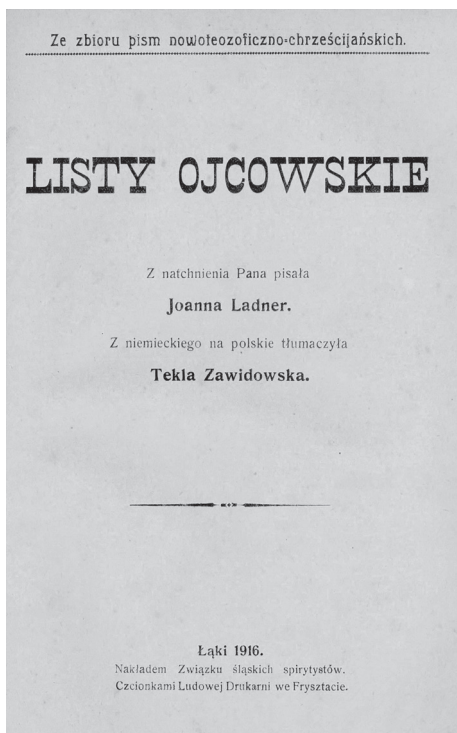 Ze zbioru pism nowoteozoficzno-chrześcijańskich.
LISTY OJCOWSKIE
Z natchnienia Pana pisała
Joanna Ladner.
Z niemieckiego na polskie tłumaczyła
Tekla Zawidowska.
Łąki 1916.
Nakładem Związku śląskich spirytystów.
Czcionkami Ludowej Drukarni we Frysztacie.